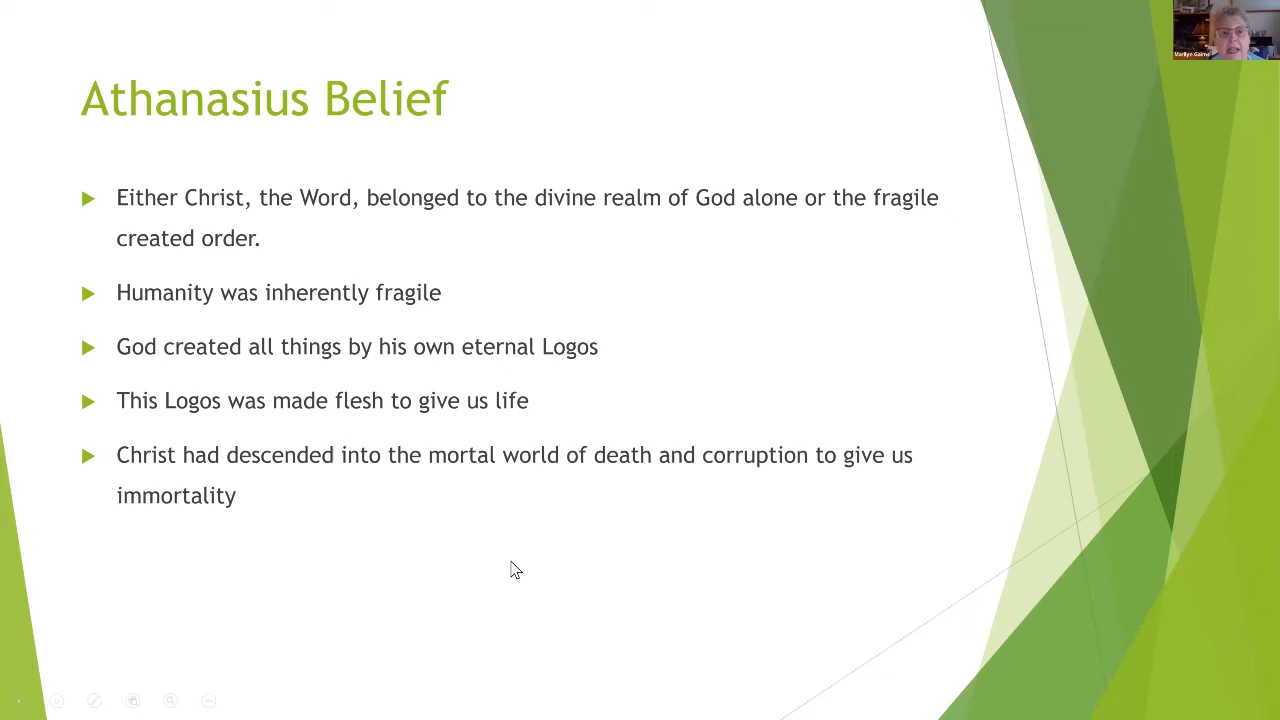 Athanasius Belief
Either Christ, the Word, belonged to the divine realm of God alone or the fragile
created order.
Humanity was inherently fragile
God created all things by his own eternal Logos
This Logos was made flesh to give us life
Christ had descended into the mortal world of death and corruption to give us
immortality
Marilyn